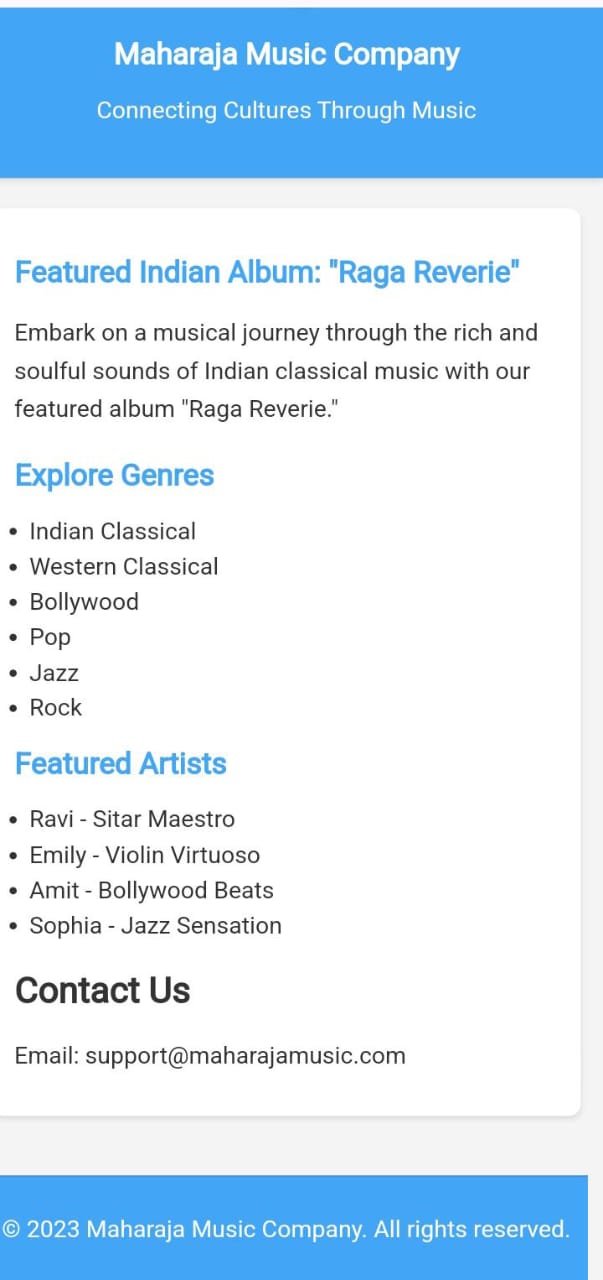 Maharaja Music Company
Connecting Cultures Through Music
Featured Indian Album: "Raga Reverie"
Embark on a musical journey through the rich and
soulful sounds of Indian classical music with our
featured album "Raga Reverie."
Explore Genres
• Indian Classical
• Western Classical
• Bollywood
• Pop
• Jazz
• Rock
Featured Artists
• Ravi - Sitar Maestro
• Emily - Violin Virtuoso
• Amit - Bollywood Beats
• Sophia - Jazz Sensation
Contact Us
Email: support@maharajamusic.com
© 2023 Maharaja Music Company. All rights reserved.